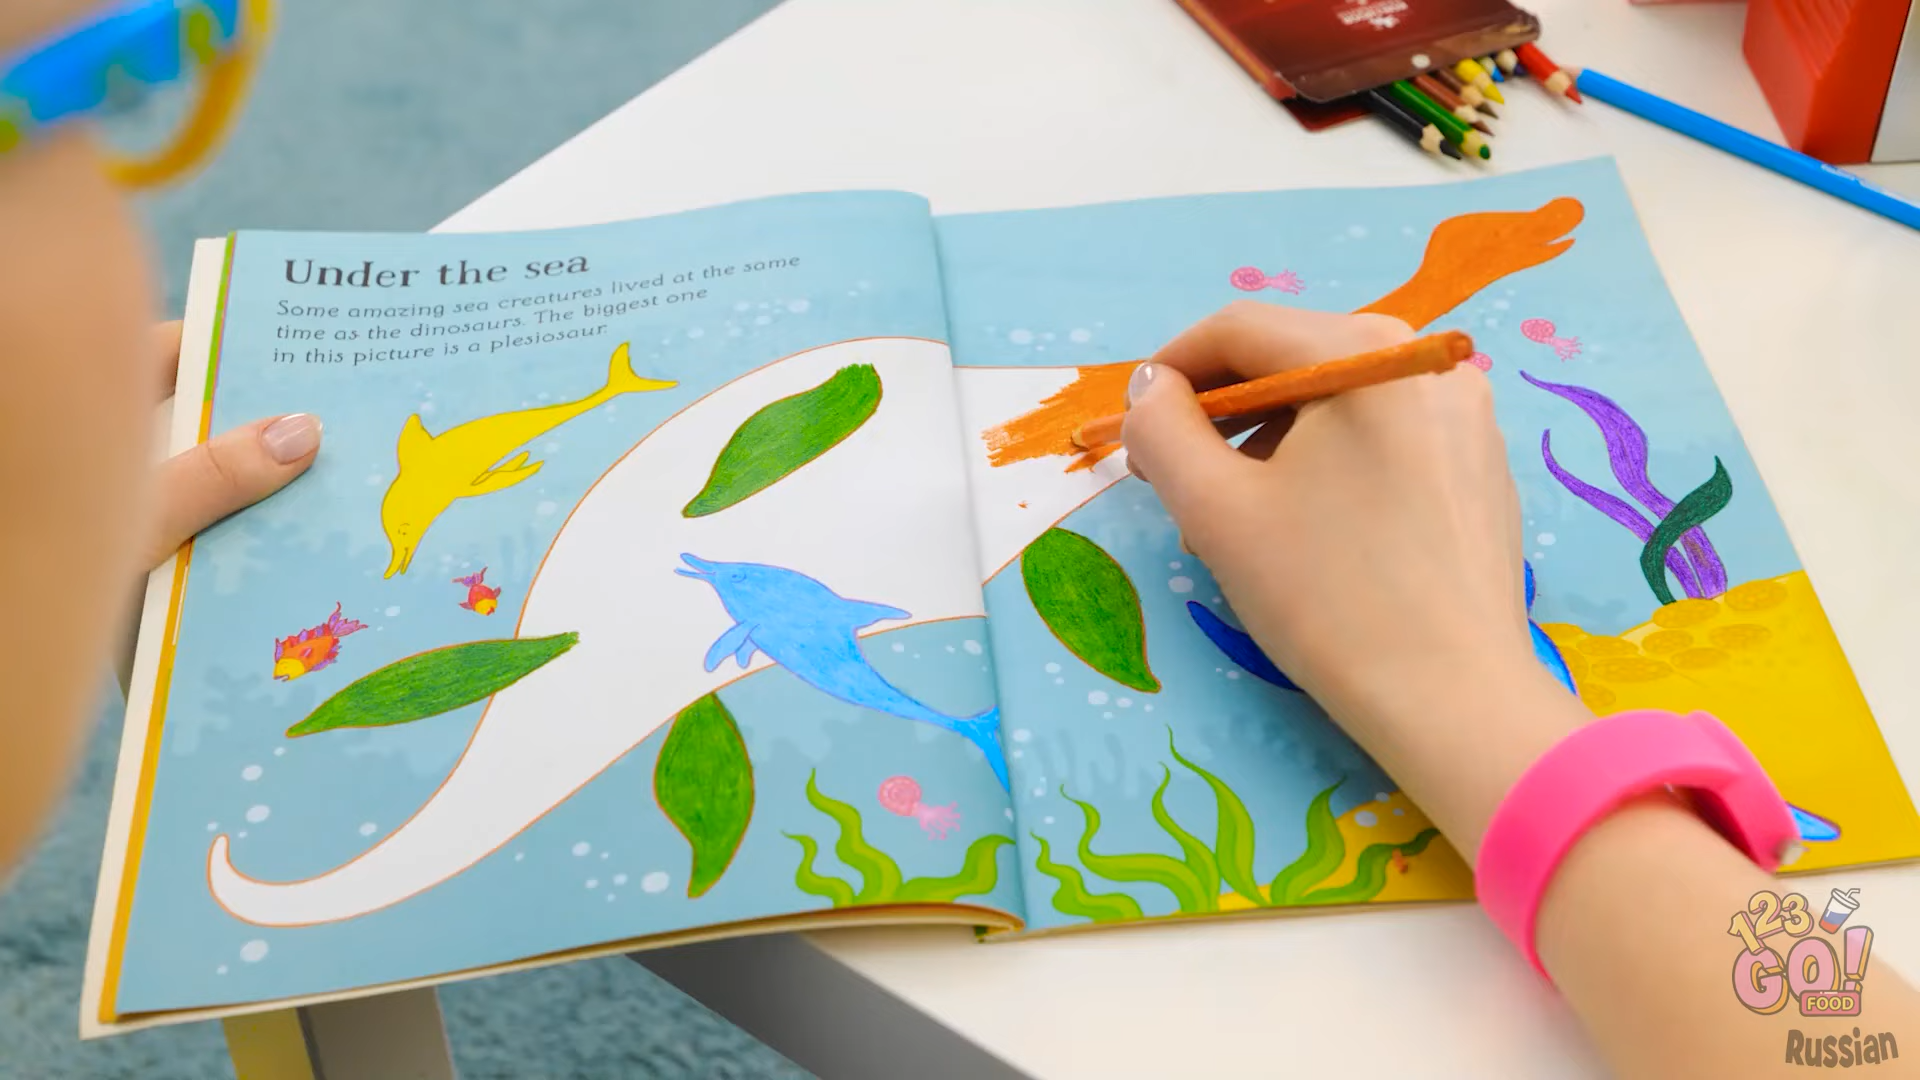 Under the sea
Some amazing sea creatures lived at the same
time as the dinosaurs. The biggest one
in this picture is a plesiosaur.
123
GO!
FOOD
Russian